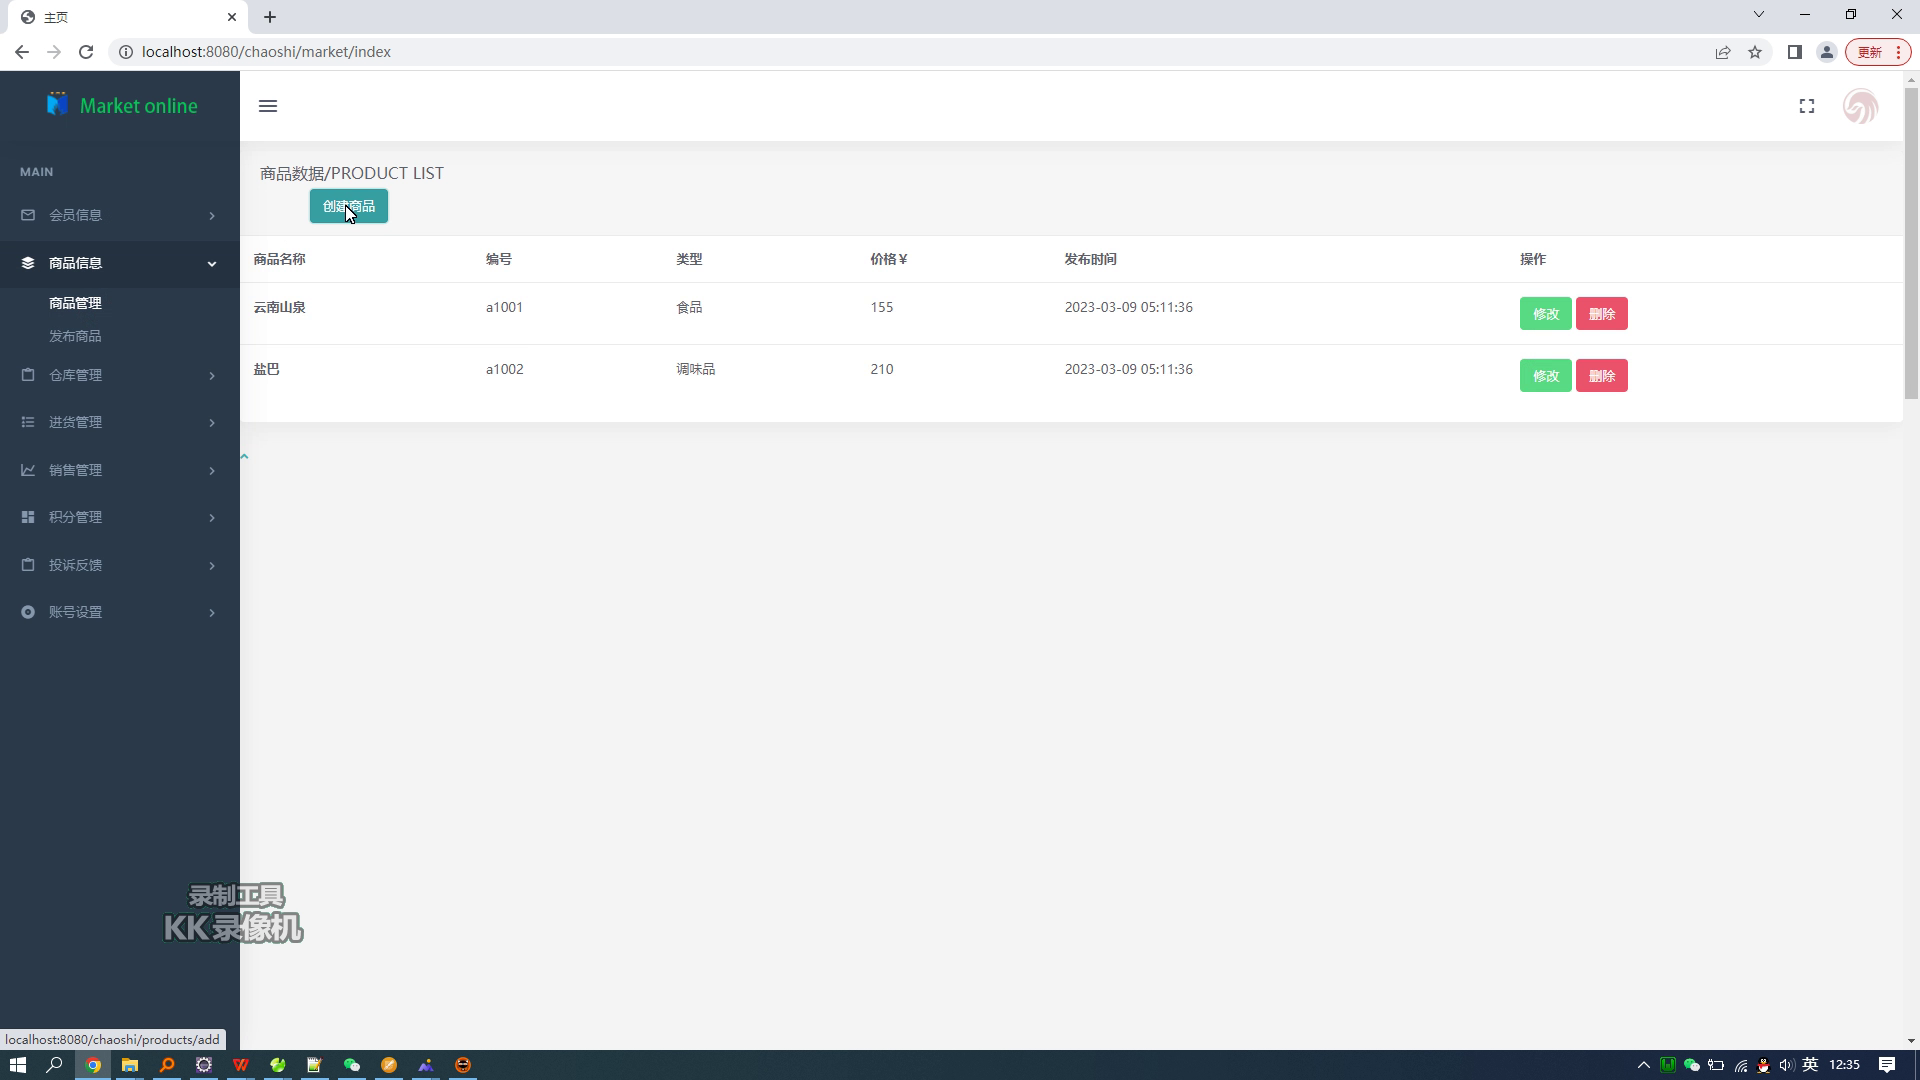 主页
localhost:8080/chaoshi/market/index
更新
Market online
MAIN
会员信息
商品信息
商品管理
发布商品
仓库管理
进货管理
销售管理
积分管理
投诉反馈
账号设置
商品数据/PRODUCT LIST
创建商品
商品名称 编号 类型 价格￥ 发布时间 操作
云南山泉 a1001 食品 155 2023-03-09 05:11:36 修改 删除
盐巴 a1002 调味品 210 2023-03-09 05:11:36 修改 删除
录制工具
KK录像机
localhost:8080/chaoshi/products/add
英 12:35